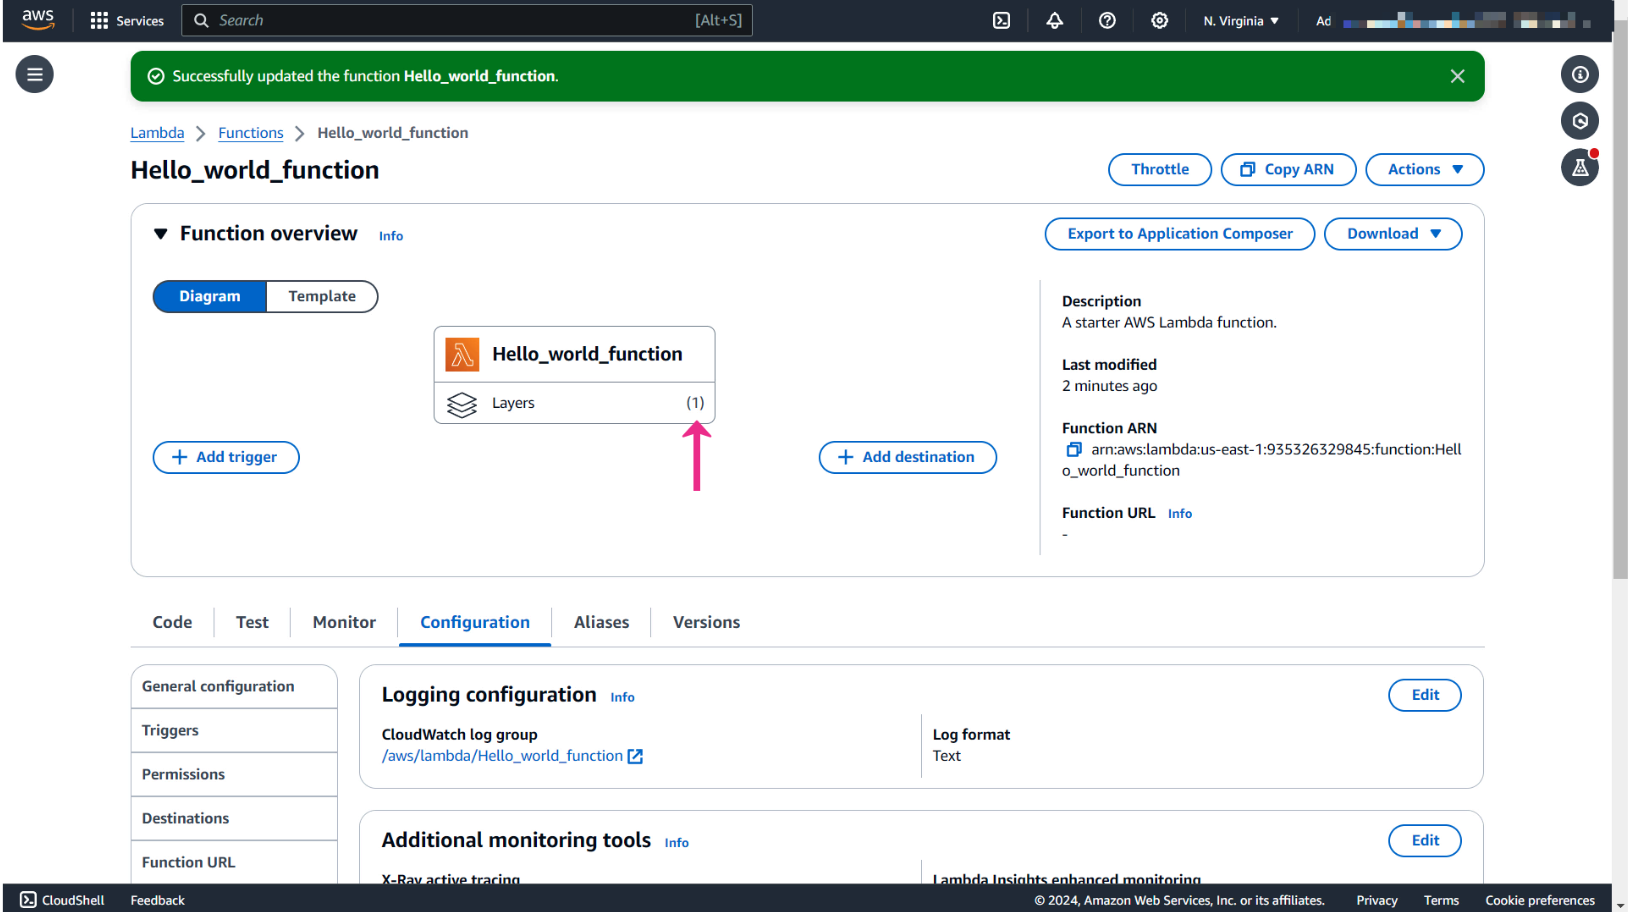 aws
Services
Search
[Alt+S]
N. Virginia
Ad
Successfully updated the function Hello_world_function.
Lambda
Functions
Hello_world_function
Hello_world_function
Throttle
Copy ARN
Actions
Function overview
Info
Export to Application Composer
Download
Diagram
Template
Hello_world_function
Layers
(1)
Add trigger
Add destination
Description
A starter AWS Lambda function.
Last modified
2 minutes ago
Function ARN
arn:aws:lambda:us-east-1:935326329845:function:Hell
o_world_function
Function URL Info
-
Code
Test
Monitor
Configuration
Aliases
Versions
General configuration
Triggers
Permissions
Destinations
Function URL
Logging configuration Info
Edit
CloudWatch log group
/aws/lambda/Hello_world_function
Log format
Text
Additional monitoring tools Info
Edit
X-Ray active tracing
Lambda Insights enhanced monitoring
CloudShell
Feedback
© 2024, Amazon Web Services, Inc. or its affiliates.
Privacy
Terms
Cookie preferences